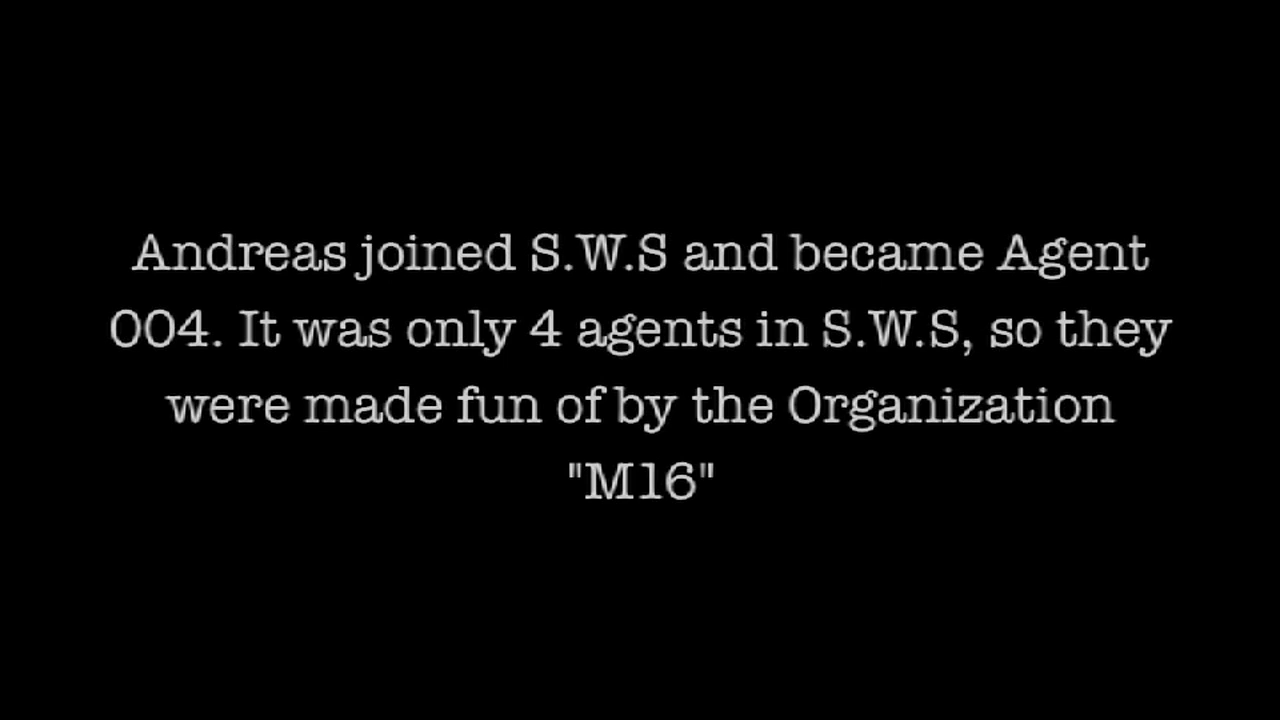 Andreas joined S.W.S and became Agent
004. It was only 4 agents in S.W.S, so they
were made fun of by the Organization
"M16"